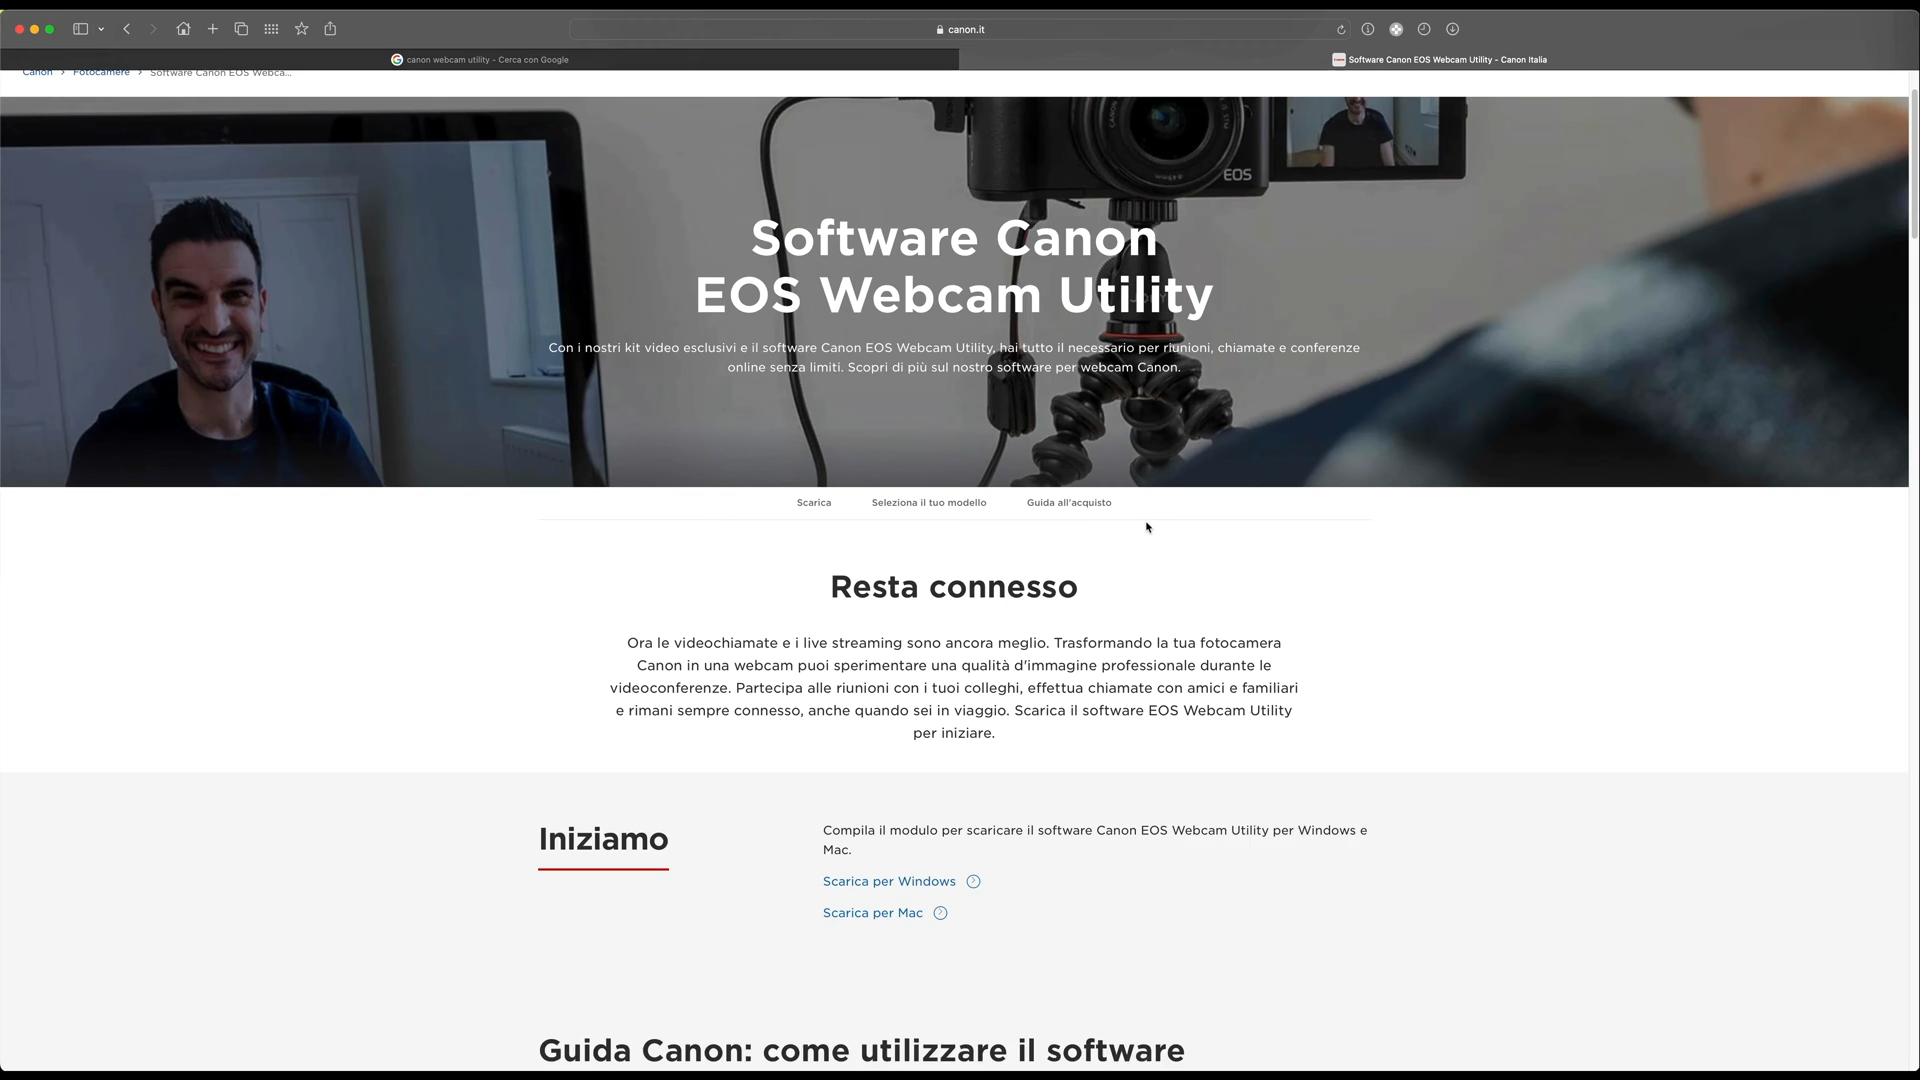 canon.it
canon webcam utility - Cerca con Google
Software Canon EOS Webcam Utility - Canon Italia
Canon > Fotocamere > Software Canon EOS Webca...
CANON
EOS
Software Canon
EOS Webcam Utility
Con i nostri kit video esclusivi e il software Canon EOS Webcam Utility, hai tutto il necessario per riunioni, chiamate e conferenze
online senza limiti. Scopri di più sul nostro software per webcam Canon.
Scarica
Seleziona il tuo modello
Guida all'acquisto
Resta connesso
Ora le videochiamate e i live streaming sono ancora meglio. Trasformando la tua fotocamera
Canon in una webcam puoi sperimentare una qualità d'immagine professionale durante le
videoconferenze. Partecipa alle riunioni con i tuoi colleghi, effettua chiamate con amici e familiari
e rimani sempre connesso, anche quando sei in viaggio. Scarica il software EOS Webcam Utility
per iniziare.
Iniziamo
Compila il modulo per scaricare il software Canon EOS Webcam Utility per Windows e
Mac.
Scarica per Windows
Scarica per Mac
Guida Canon: come utilizzare il software